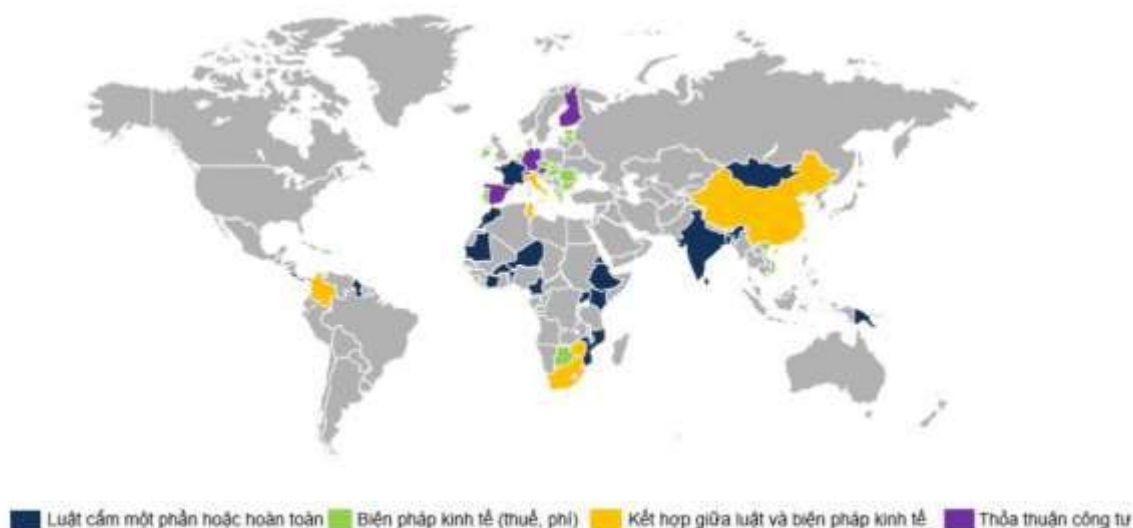 Luật cấm một phần hoặc hoàn toàn
Biện pháp kinh tế (thuế, phí)
Kết hợp giữa luật và biện pháp kinh tế
Thỏa thuận công tư